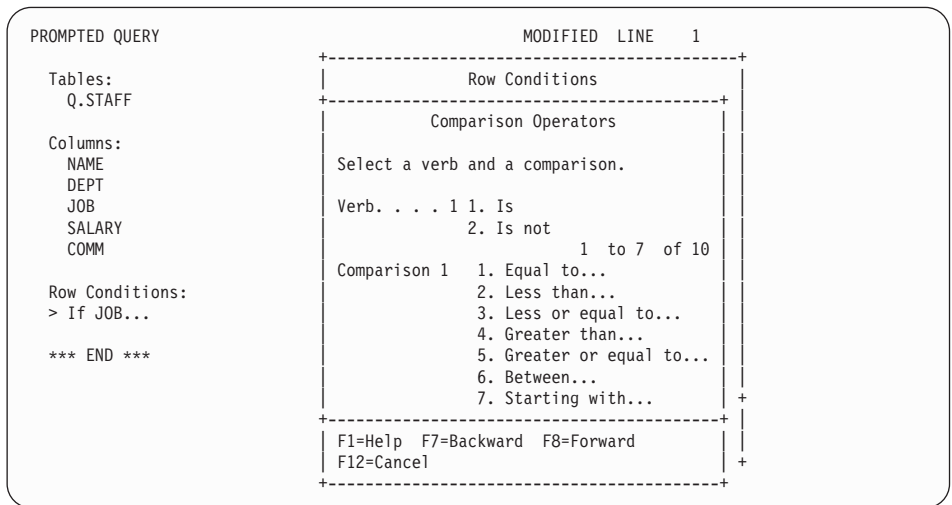 PROMPTED QUERY MODIFIED LINE 1
Tables: Row Conditions
Q.STAFF
Comparison Operators
Columns:
NAME Select a verb and a comparison.
DEPT
JOB Verb. . . . 1 1. Is
SALARY 2. Is not
COMM 1 to 7 of 10
Comparison 1 1. Equal to...
Row Conditions: 2. Less than...
> If JOB... 3. Less or equal to...
4. Greater than...
*** END *** 5. Greater or equal to...
6. Between...
7. Starting with...
F1=Help F7=Backward F8=Forward
F12=Cancel